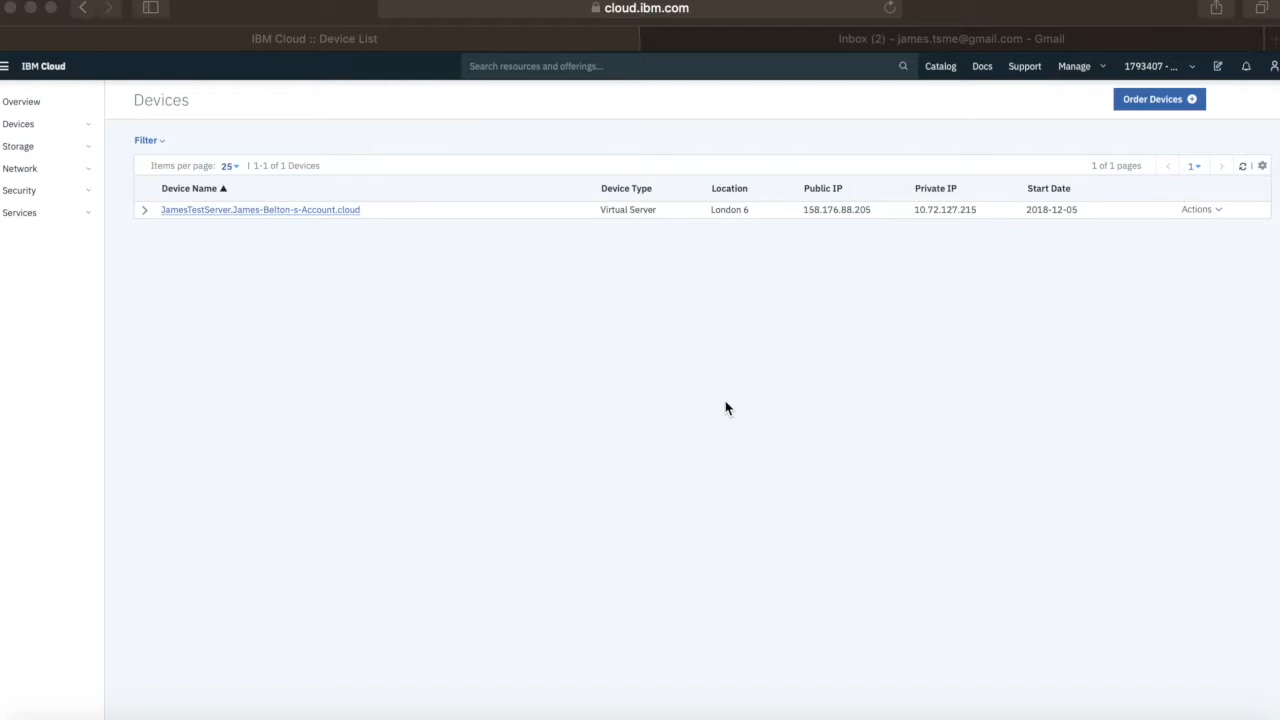 cloud.ibm.com
IBM Cloud :: Device List
Inbox (2) - james.tsme@gmail.com - Gmail
IBM Cloud
Search resources and offerings...
Catalog
Docs
Support
Manage
1793407 - ...
Overview
Devices
Storage
Network
Security
Services
Devices
Order Devices
Filter
Items per page: 25 | 1-1 of 1 Devices
1 of 1 pages
1
Device Name ▲ Device Type Location Public IP Private IP Start Date
JamesTestServer.James-Belton-s-Account.cloud Virtual Server London 6 158.176.88.205 10.72.127.215 2018-12-05 Actions